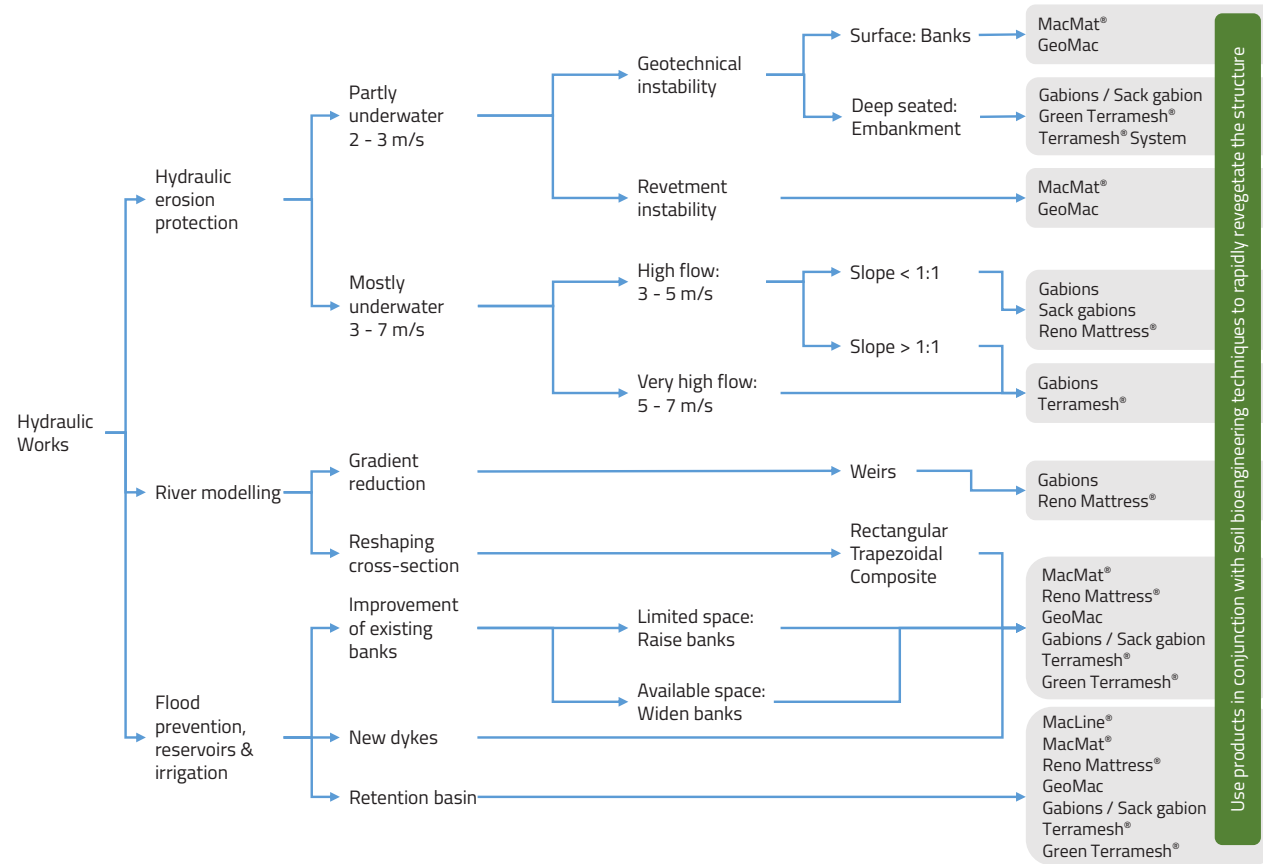 Hydraulic
Works
Hydraulic
erosion
protection
Partly
underwater
2 - 3 m/s
Geotechnical
instability
Surface: Banks
MacMat®
GeoMac
Deep seated:
Embankment
Gabions / Sack gabion
Green Terramesh®
Terramesh® System
Revetment
instability
MacMat®
GeoMac
Mostly
underwater
3 - 7 m/s
High flow:
3 - 5 m/s
Slope < 1:1
Gabions
Sack gabions
Reno Mattress®
Slope > 1:1
Very high flow:
5 - 7 m/s
Gabions
Terramesh®
River modelling
Gradient
reduction
Weirs
Gabions
Reno Mattress®
Reshaping
cross-section
Rectangular
Trapezoidal
Composite
Flood
prevention,
reservoirs &
irrigation
Improvement
of existing
banks
Limited space:
Raise banks
Available space:
Widen banks
New dykes
MacMat®
Reno Mattress®
GeoMac
Gabions / Sack gabion
Terramesh®
Green Terramesh®
Retention basin
MacLine®
MacMat®
Reno Mattress®
GeoMac
Gabions / Sack gabion
Terramesh®
Green Terramesh®
Use products in conjunction with soil bioengineering techniques to rapidly revegetate the structure